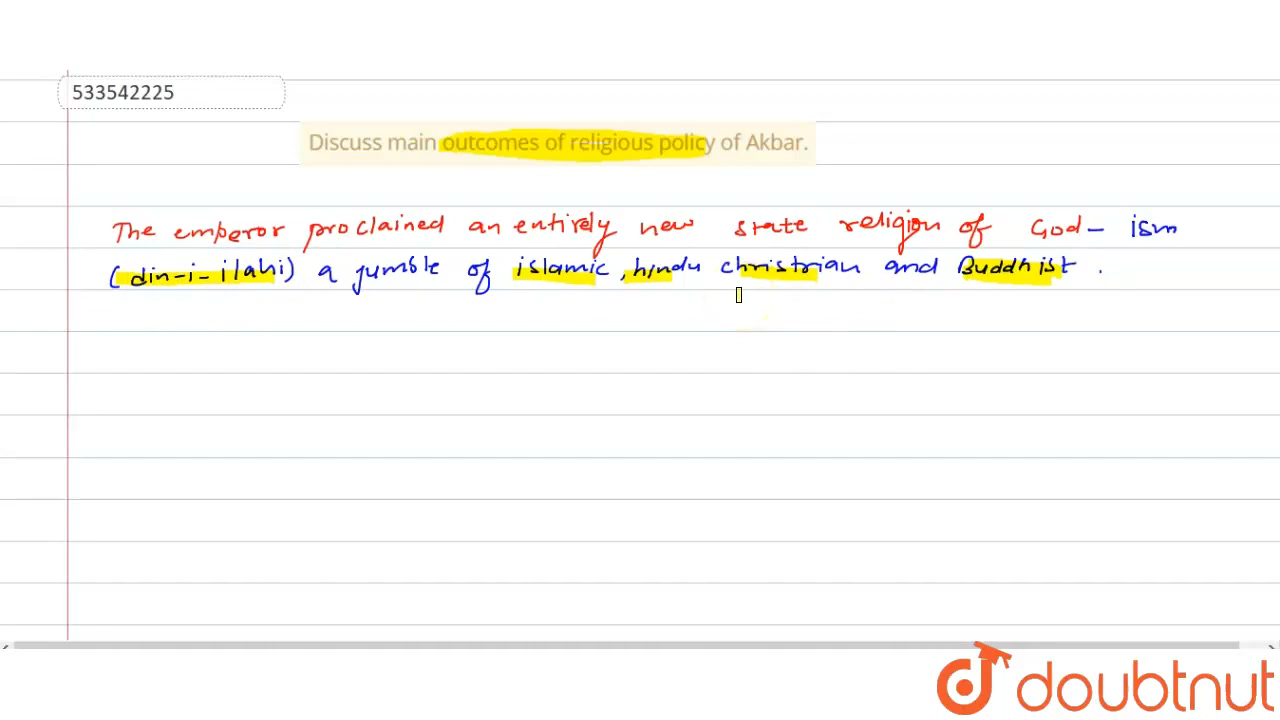 533542225
Discuss main outcomes of religious policy of Akbar.
The emperor proclained an entirely new state religion of God - ism
(din-i-ilahi) a jumble of islamic, hindu christrian and Buddhist.
doubtnut